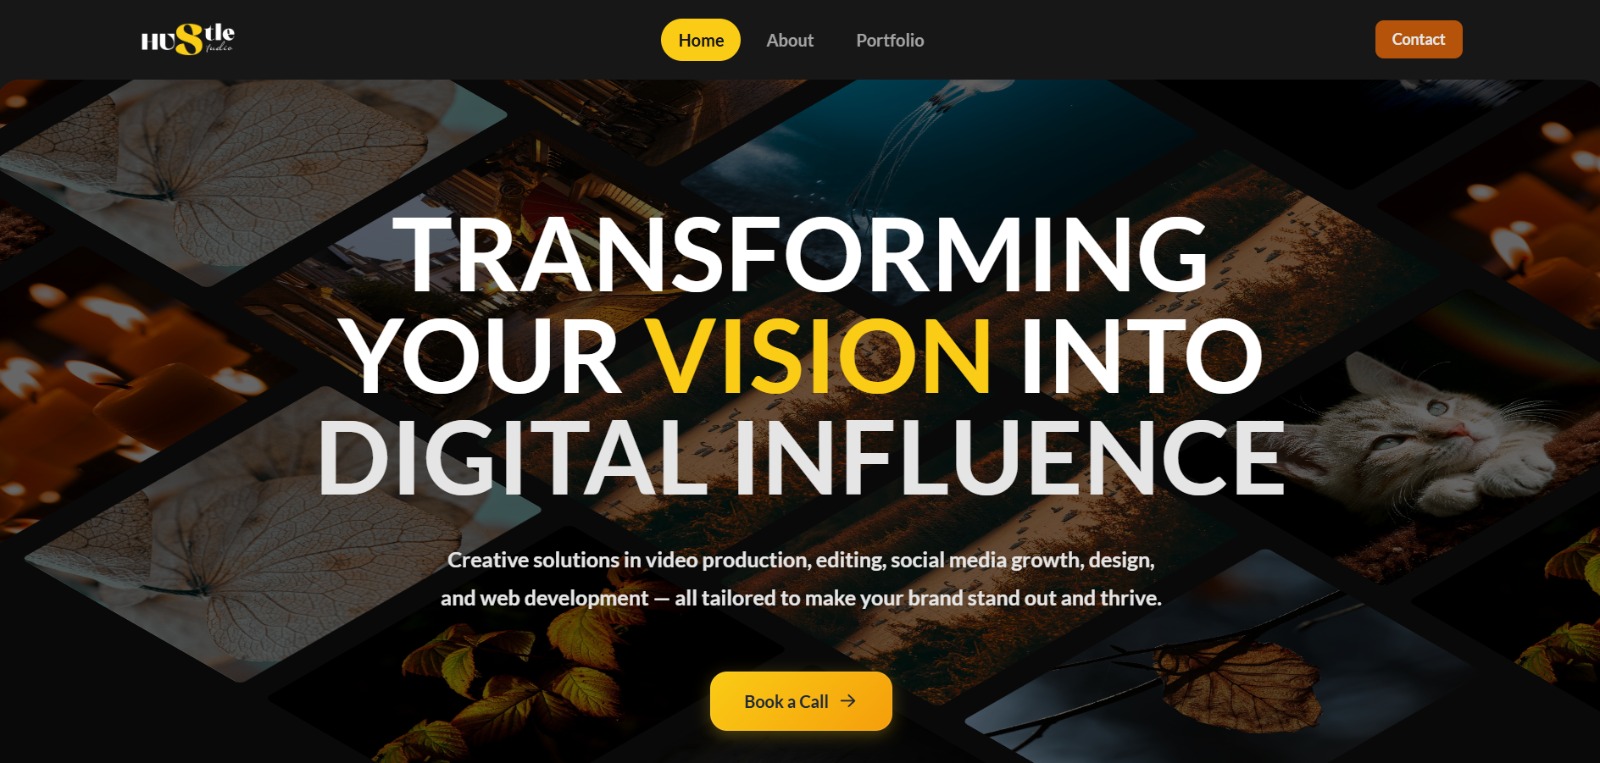 HU8tle
Studio
Home
About
Portfolio
Contact
TRANSFORMING
YOUR VISION INTO
DIGITAL INFLUENCE
Creative solutions in video production, editing, social media growth, design,
and web development — all tailored to make your brand stand out and thrive.
Book a Call →